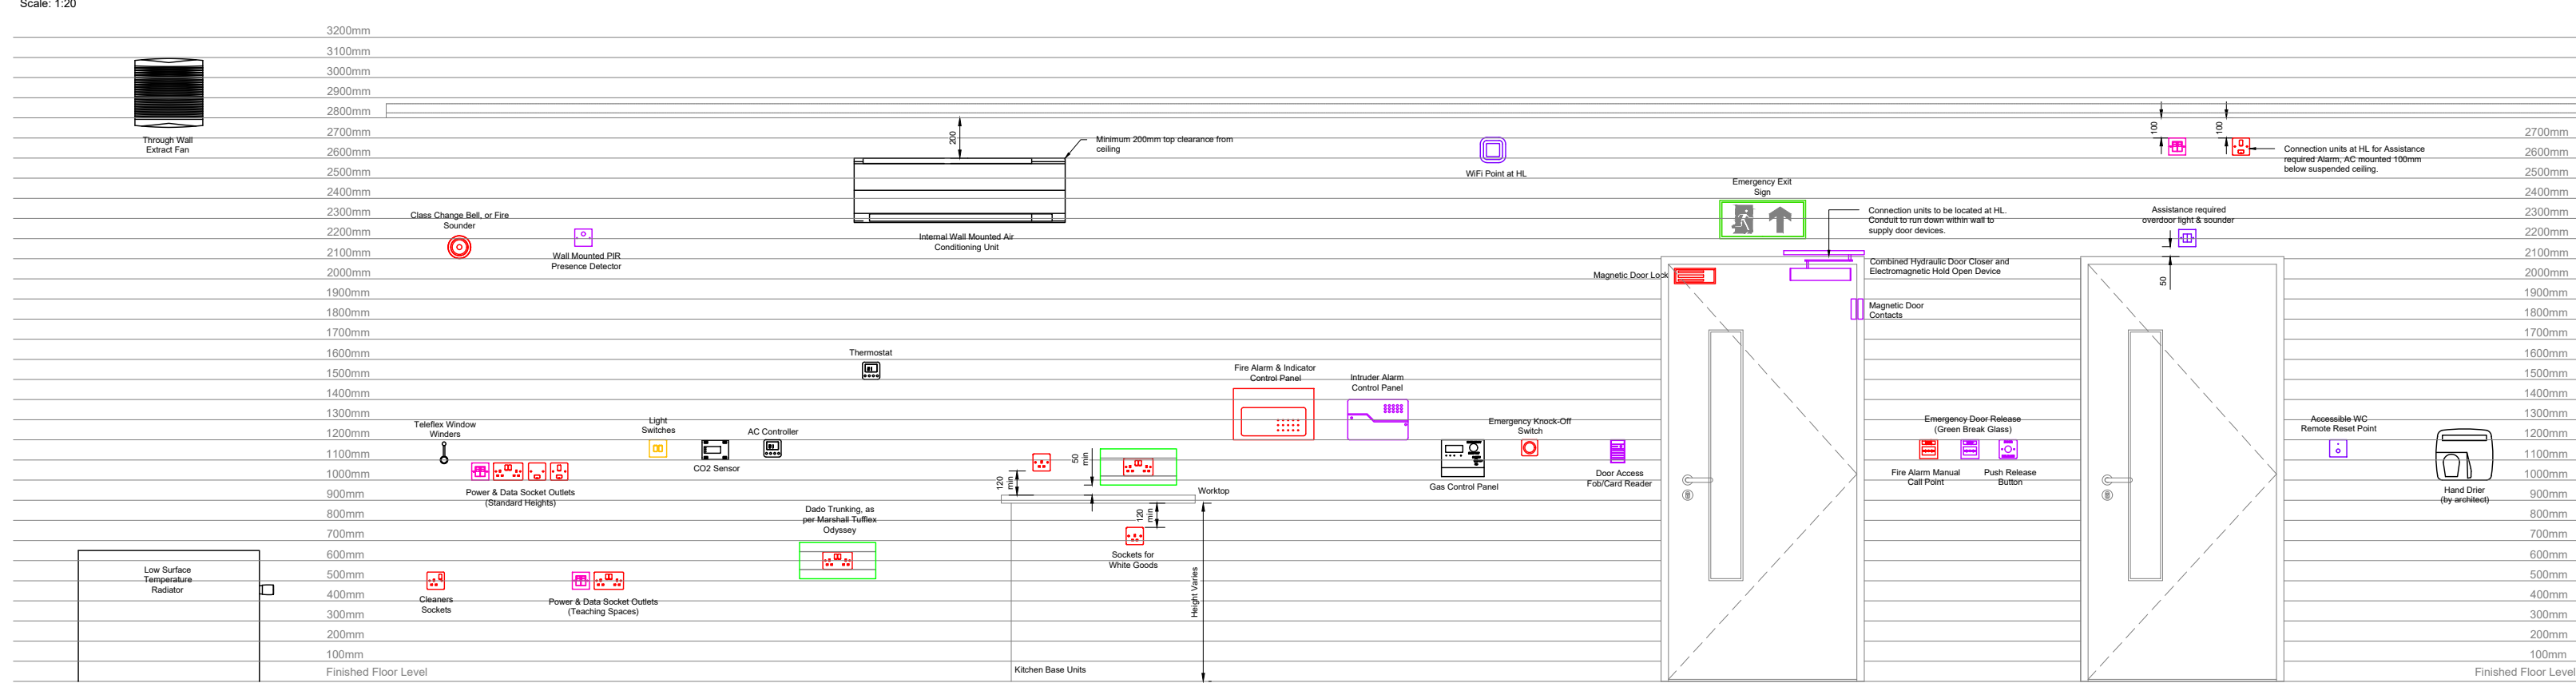 Scale: 1:20
3200mm
3100mm
3000mm
2900mm
2800mm
2700mm
2600mm
2500mm
2400mm
2300mm
2200mm
2100mm
2000mm
1900mm
1800mm
1700mm
1600mm
1500mm
1400mm
1300mm
1200mm
1100mm
1000mm
900mm
800mm
700mm
600mm
500mm
400mm
300mm
200mm
100mm
Finished Floor Level
Through Wall
Extract Fan
Low Surface
Temperature
Radiator
Class Change Bell, or Fire
Sounder
Wall Mounted PIR
Presence Detector
Teleflex Window
Winders
Power & Data Socket Outlets
(Standard Heights)
Cleaners
Sockets
Power & Data Socket Outlets
(Teaching Spaces)
Light
Switches
CO2 Sensor
AC Controller
Thermostat
Dado Trunking, as
per Marshall Tufflex
Odyssey
200
Minimum 200mm top clearance from
ceiling
Internal Wall Mounted Air
Conditioning Unit
120
min
50
min
Worktop
120
min
Sockets for
White Goods
Height Varies
Kitchen Base Units
Fire Alarm & Indicator
Control Panel
Intruder Alarm
Control Panel
WiFi Point at HL
Gas Control Panel
Emergency Knock-Off
Switch
Door Access
Fob/Card Reader
Magnetic Door Lock
Emergency Exit
Sign
Connection units to be located at HL.
Conduit to run down within wall to
supply door devices.
Combined Hydraulic Door Closer and
Electromagnetic Hold Open Device
Magnetic Door
Contacts
Emergency Door Release
(Green Break Glass)
Fire Alarm Manual
Call Point
Push Release
Button
100
100
Connection units at HL for Assistance
required Alarm, AC mounted 100mm
below suspended ceiling.
Assistance required
overdoor light & sounder
50
Accessible WC
Remote Reset Point
Hand Drier
(by architect)
2700mm
2600mm
2500mm
2400mm
2300mm
2200mm
2100mm
2000mm
1900mm
1800mm
1700mm
1600mm
1500mm
1400mm
1300mm
1200mm
1100mm
1000mm
900mm
800mm
700mm
600mm
500mm
400mm
300mm
200mm
100mm
Finished Floor Level